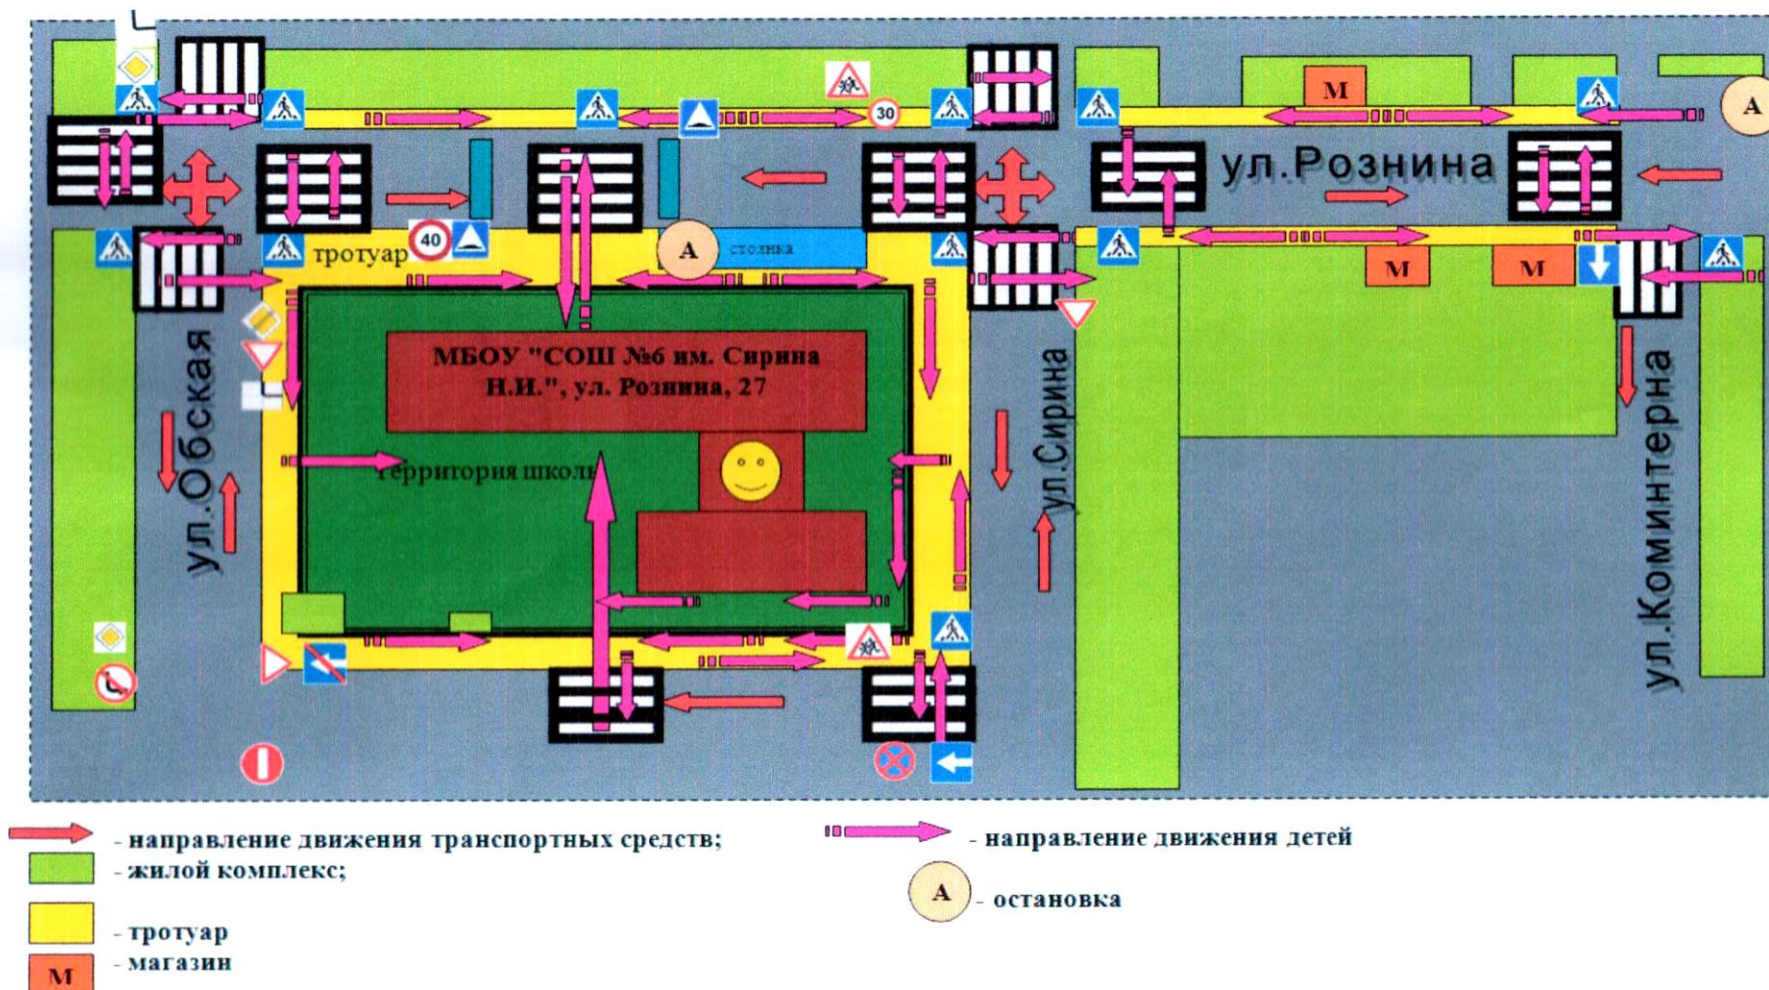 М
А
30
ул.Рознина
40
тротуар
А
стоянка
М
М
МБОУ "СОШ №6 им. Сирина
Н.И.", ул. Рознина, 27
ул.Обская
территория школы
ул.Сирина
ул.Коминтерна
- направление движения транспортных средств;
- направление движения детей
- жилой комплекс;
А
- остановка
- тротуар
М
- магазин